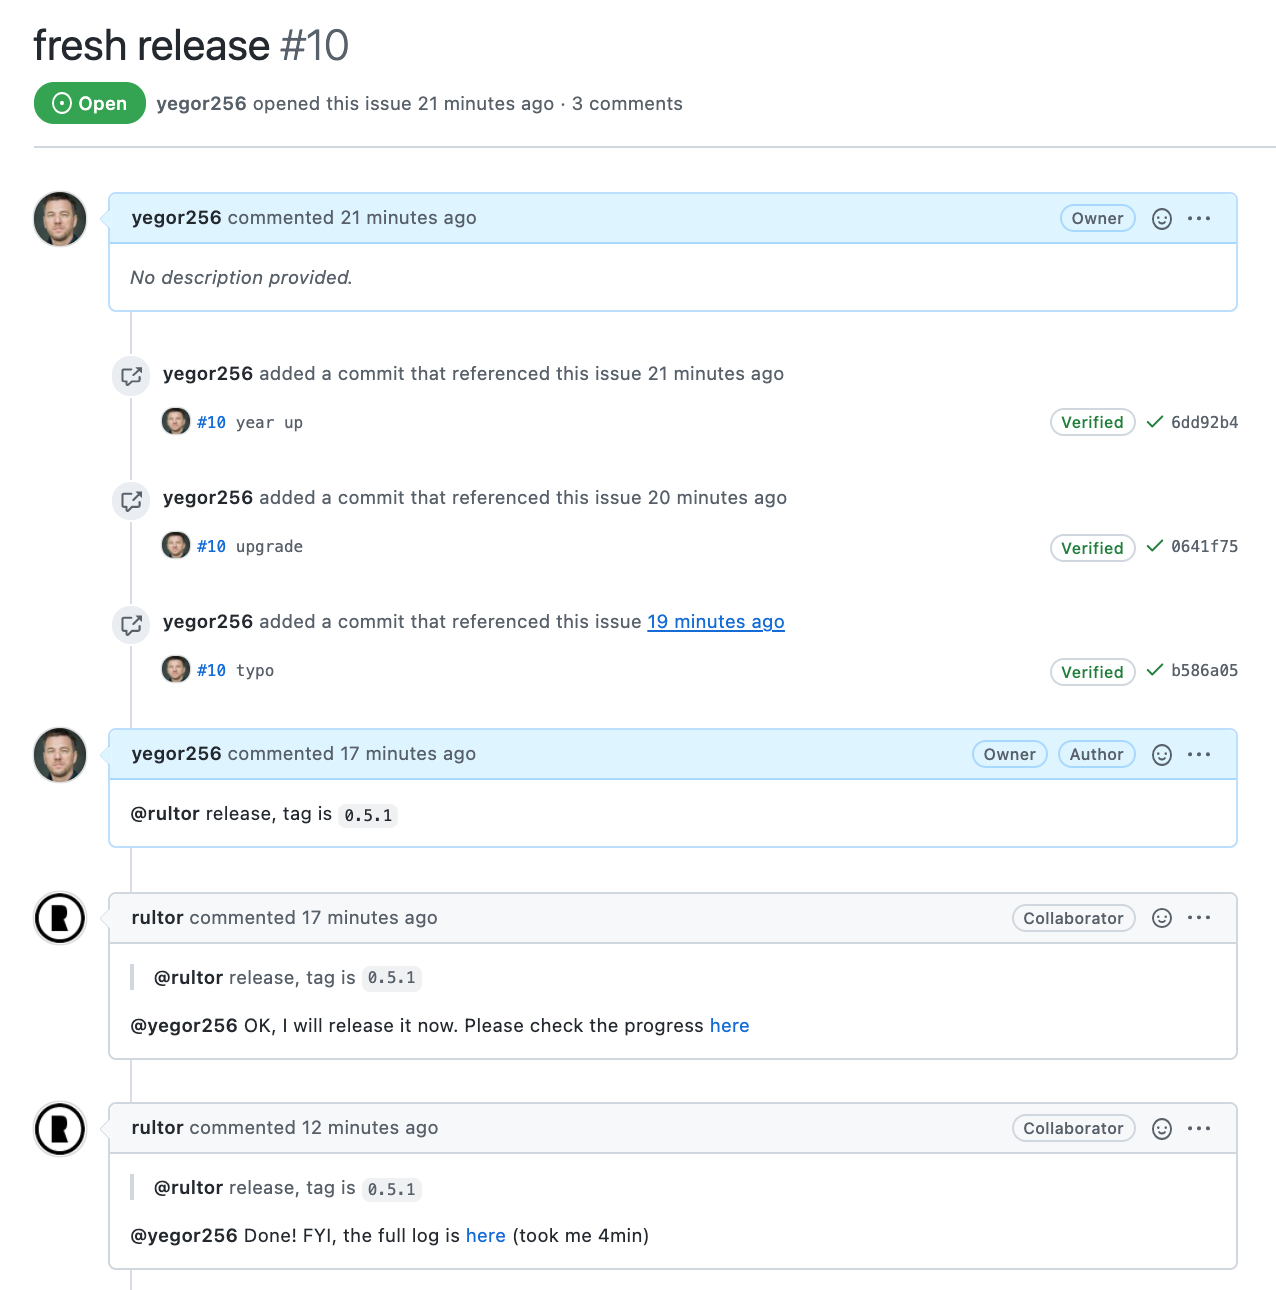 fresh release #10
Open yegor256 opened this issue 21 minutes ago · 3 comments
yegor256 commented 21 minutes ago Owner
No description provided.
yegor256 added a commit that referenced this issue 21 minutes ago
#10 year up Verified 6dd92b4
yegor256 added a commit that referenced this issue 20 minutes ago
#10 upgrade Verified 0641f75
yegor256 added a commit that referenced this issue 19 minutes ago
#10 typo Verified b586a05
yegor256 commented 17 minutes ago Owner Author
@rultor release, tag is 0.5.1
R
rultor commented 17 minutes ago Collaborator
@rultor release, tag is 0.5.1
@yegor256 OK, I will release it now. Please check the progress here
R
rultor commented 12 minutes ago Collaborator
@rultor release, tag is 0.5.1
@yegor256 Done! FYI, the full log is here (took me 4min)